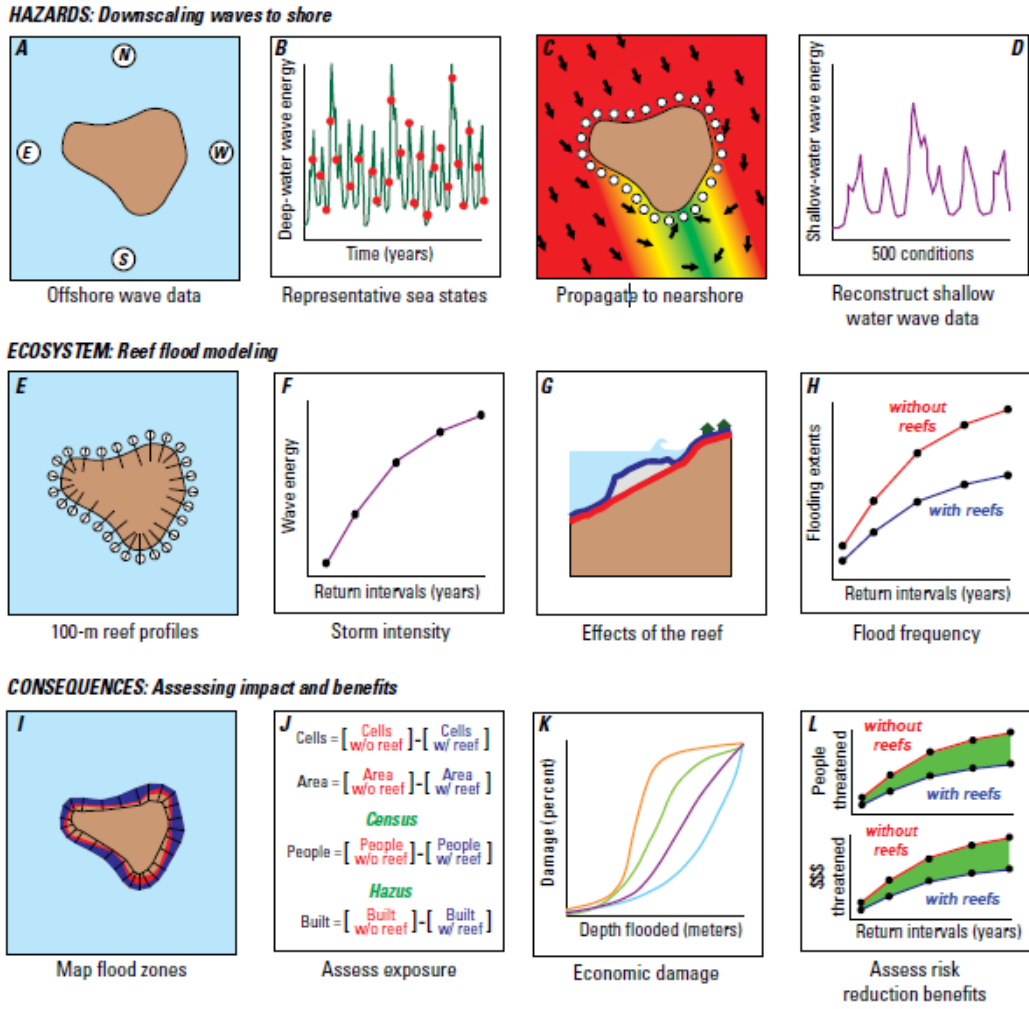 HAZARDS: Downscaling waves to shore
A
N
E
W
S
Offshore wave data
B
Deep-water wave energy
Time (years)
Representative sea states
C
Propagate to nearshore
D
Shallow-water wave energy
500 conditions
Reconstruct shallow
water wave data
ECOSYSTEM: Reef flood modeling
E
100-m reef profiles
F
Wave energy
Return intervals (years)
Storm intensity
G
Effects of the reef
H
Flooding extents
without
reefs
with reefs
Return intervals (years)
Flood frequency
CONSEQUENCES: Assessing impact and benefits
I
Map flood zones
J
Cells = [Cells w/o reef]-[Cells w/ reef]
Area = [Area w/o reef]-[Area w/ reef]
Census
People = [People w/o reef]-[People w/ reef]
Hazus
Built = [Built w/o reef]-[Built w/ reef]
Assess exposure
K
Damage (percent)
Depth flooded (meters)
Economic damage
L
People
threatened
without
reefs
with reefs
$$$
threatened
without
reefs
with reefs
Return intervals (years)
Assess risk
reduction benefits